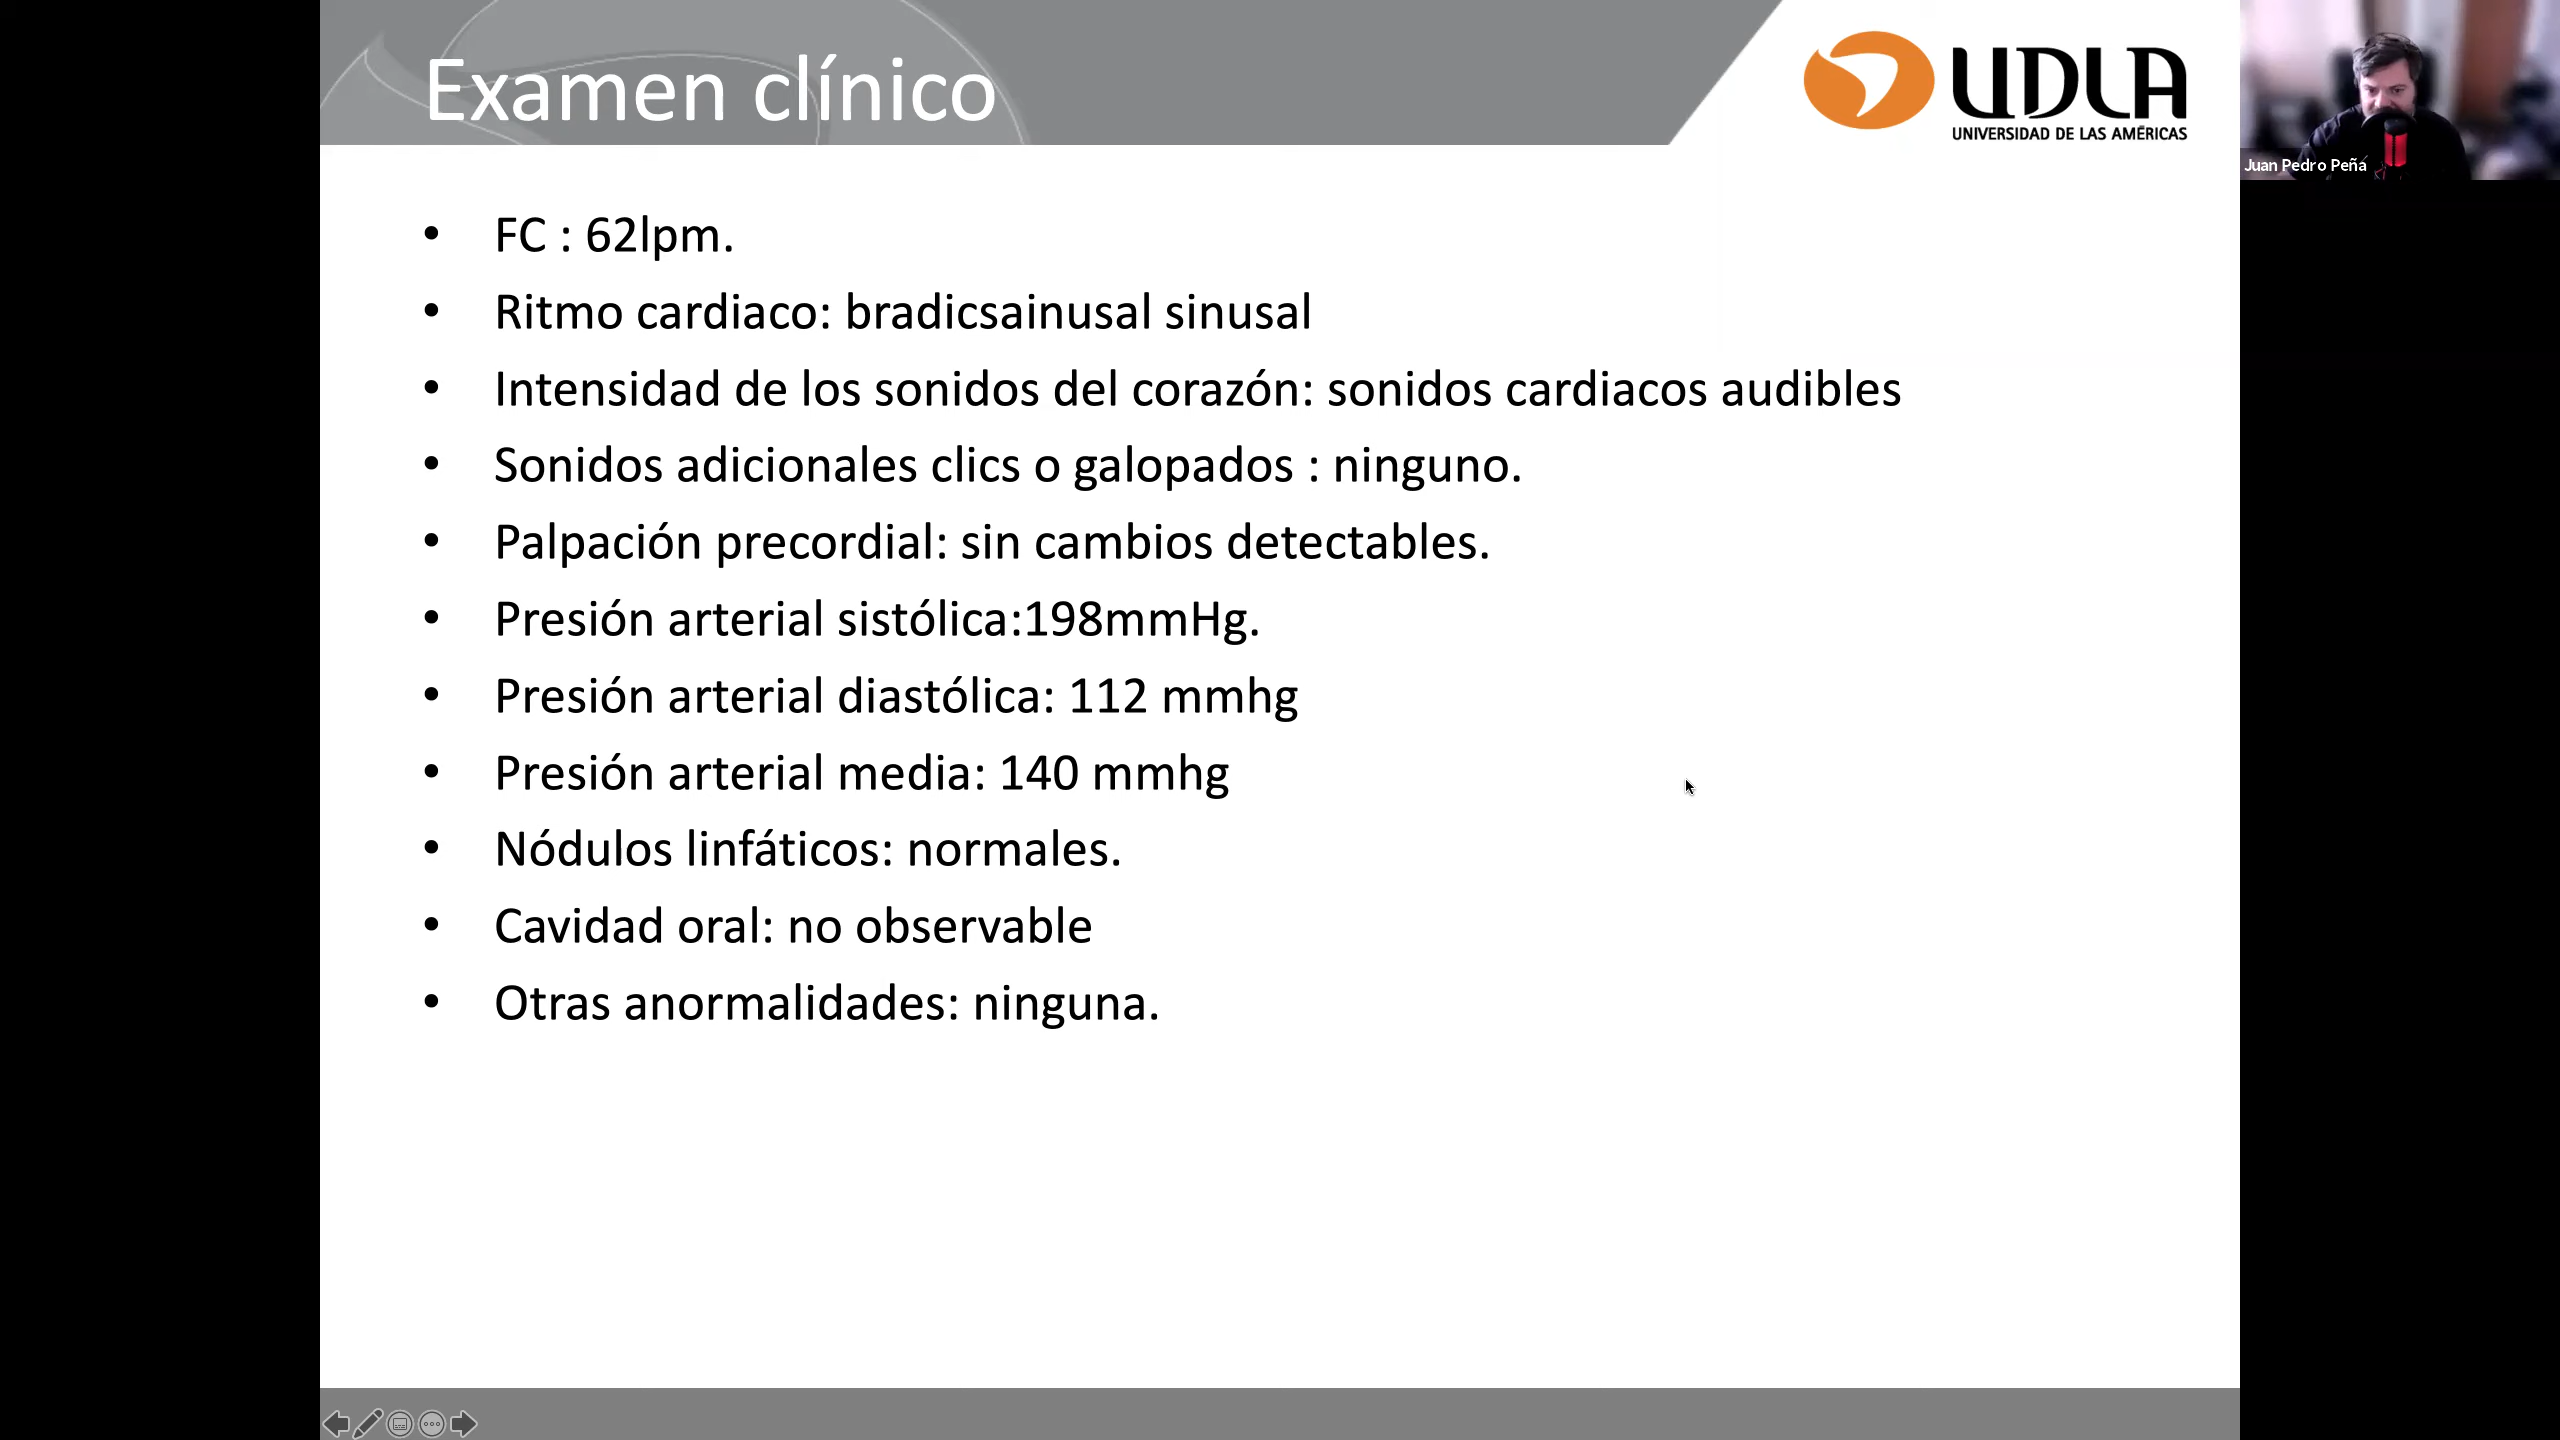 Examen clínico
UDLA
UNIVERSIDAD DE LAS AMÉRICAS
Juan Pedro Peña
• FC : 62lpm.
• Ritmo cardiaco: bradicsainusal sinusal
• Intensidad de los sonidos del corazón: sonidos cardiacos audibles
• Sonidos adicionales clics o galopados : ninguno.
• Palpación precordial: sin cambios detectables.
• Presión arterial sistólica:198mmHg.
• Presión arterial diastólica: 112 mmhg
• Presión arterial media: 140 mmhg
• Nódulos linfáticos: normales.
• Cavidad oral: no observable
• Otras anormalidades: ninguna.